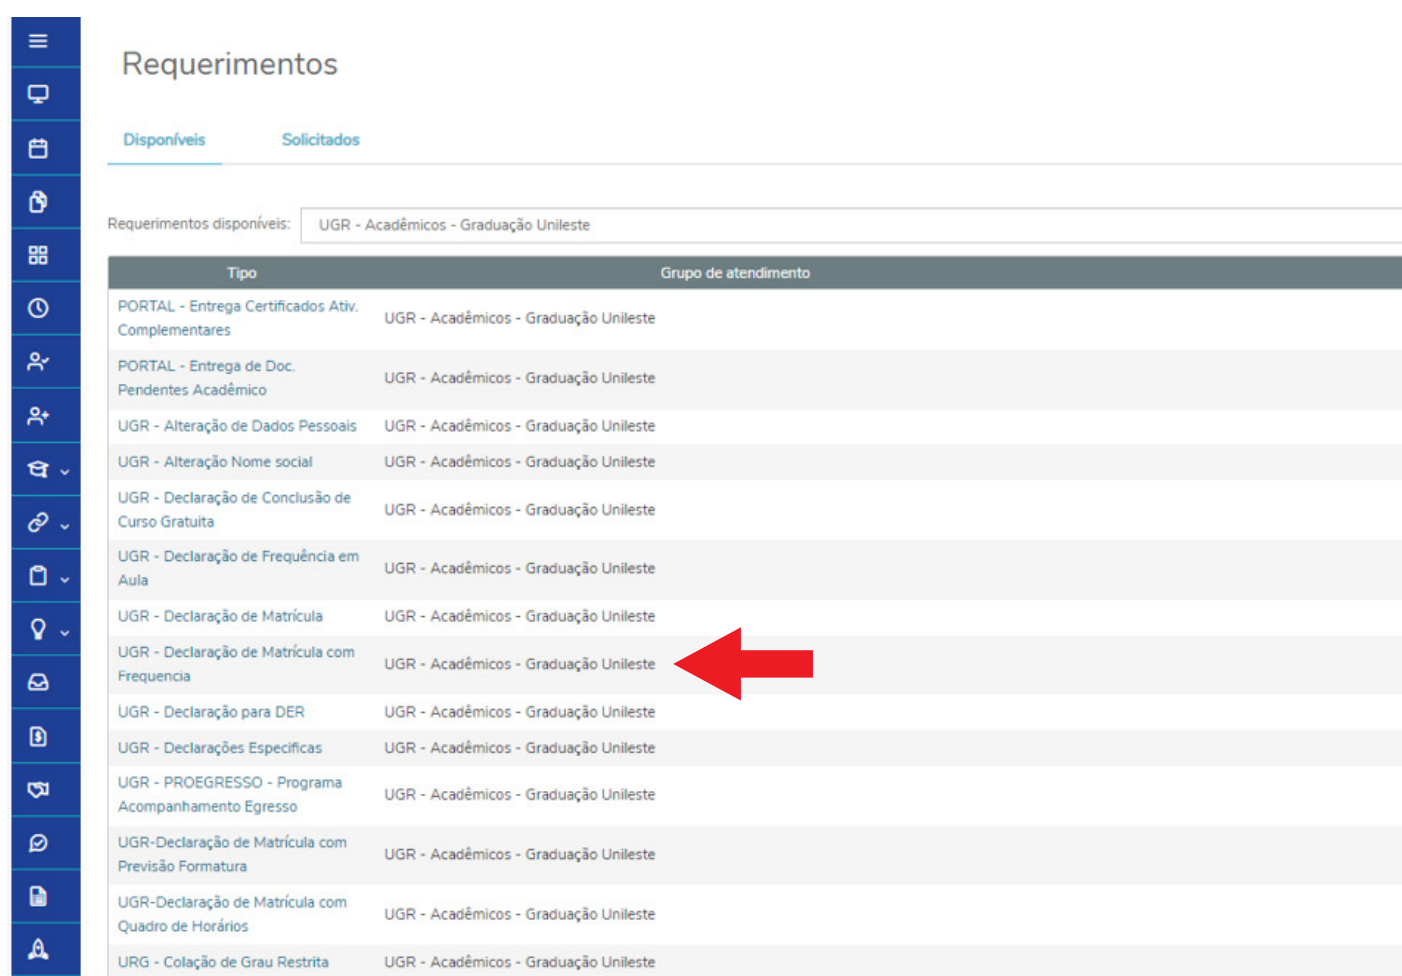 Requerimentos
Disponíveis Solicitados
Requerimentos disponíveis: UGR - Acadêmicos - Graduação Unileste
Tipo Grupo de atendimento
PORTAL - Entrega Certificados Ativ.
Complementares
UGR - Acadêmicos - Graduação Unileste
PORTAL - Entrega de Doc.
Pendentes Acadêmico
UGR - Acadêmicos - Graduação Unileste
UGR - Alteração de Dados Pessoais UGR - Acadêmicos - Graduação Unileste
UGR - Alteração Nome social UGR - Acadêmicos - Graduação Unileste
UGR - Declaração de Conclusão de
Curso Gratuita
UGR - Acadêmicos - Graduação Unileste
UGR - Declaração de Frequência em
Aula
UGR - Acadêmicos - Graduação Unileste
UGR - Declaração de Matrícula UGR - Acadêmicos - Graduação Unileste
UGR - Declaração de Matrícula com
Frequencia
UGR - Acadêmicos - Graduação Unileste
UGR - Declaração para DER UGR - Acadêmicos - Graduação Unileste
UGR - Declarações Especificas UGR - Acadêmicos - Graduação Unileste
UGR - PROEGRESSO - Programa
Acompanhamento Egresso
UGR - Acadêmicos - Graduação Unileste
UGR-Declaração de Matrícula com
Previsão Formatura
UGR - Acadêmicos - Graduação Unileste
UGR-Declaração de Matrícula com
Quadro de Horários
UGR - Acadêmicos - Graduação Unileste
URG - Colação de Grau Restrita UGR - Acadêmicos - Graduação Unileste